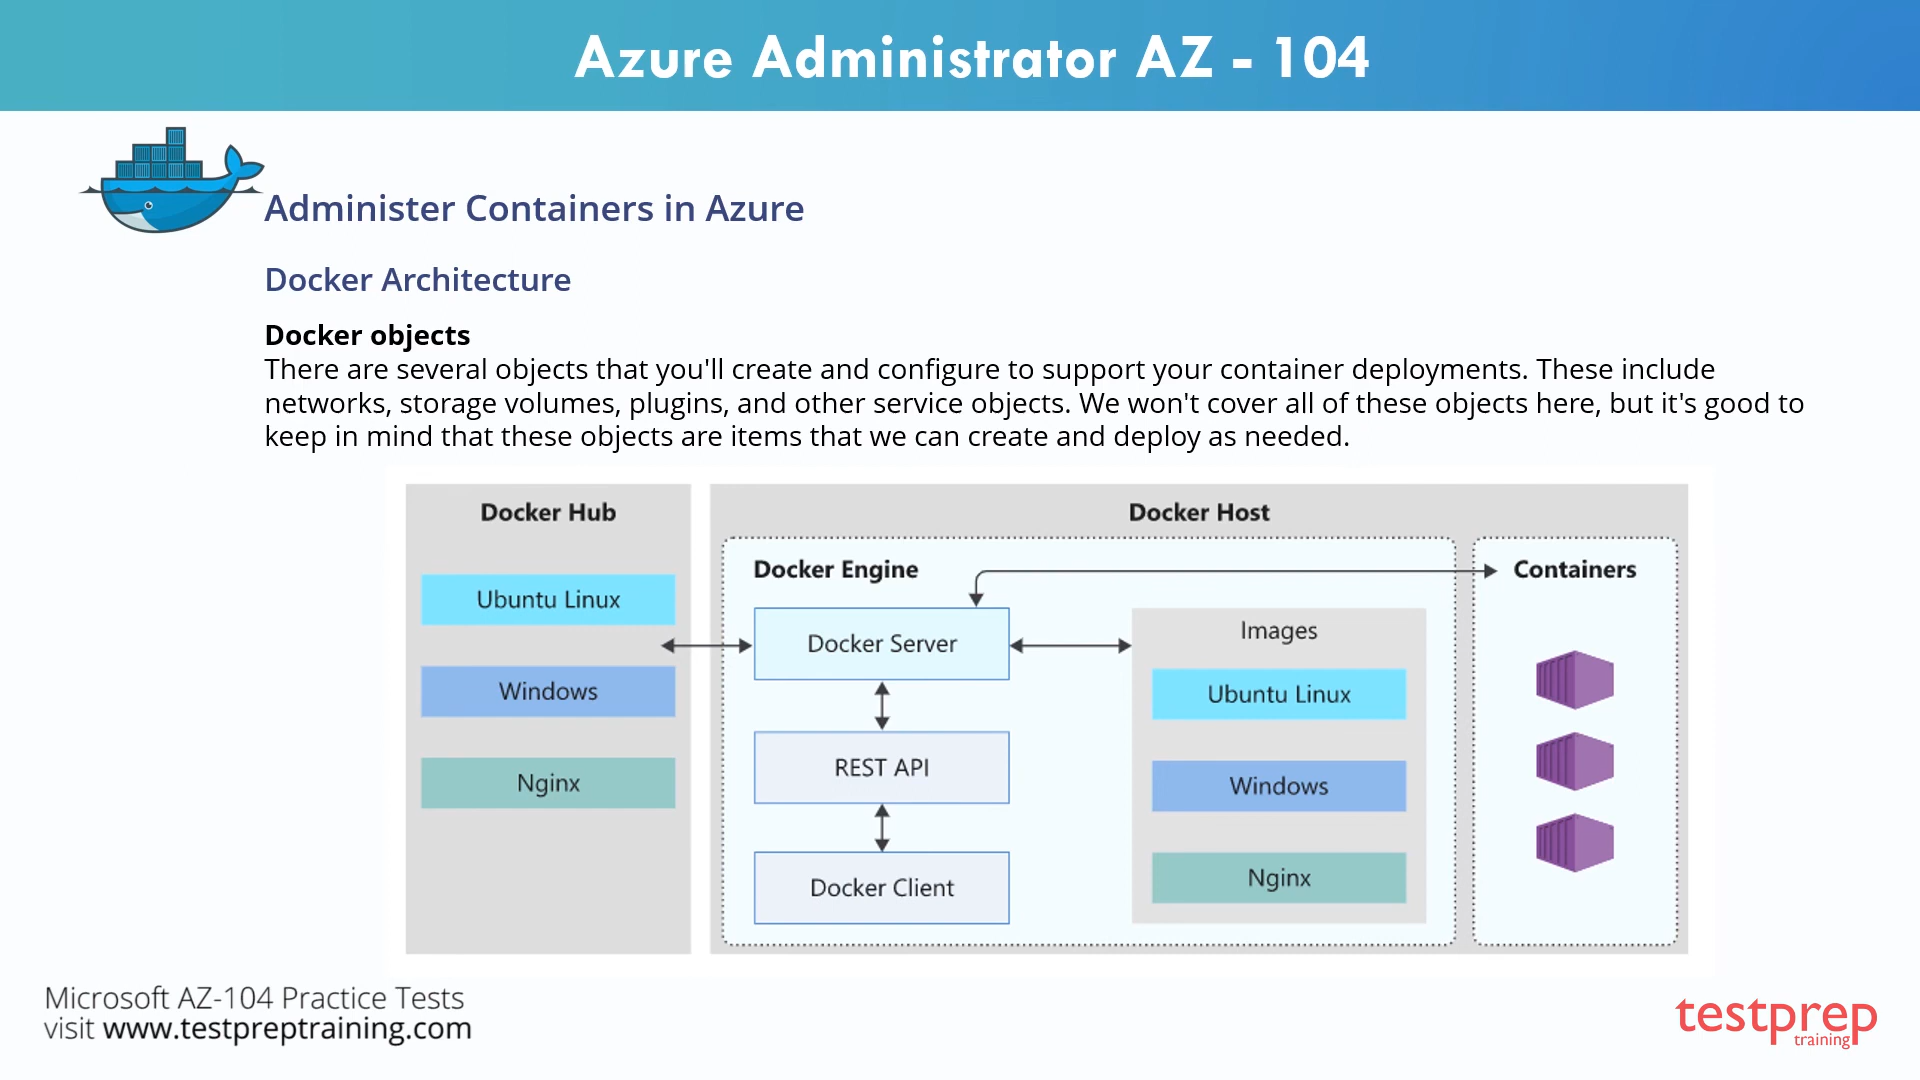 Azure Administrator AZ - 104
Administer Containers in Azure
Docker Architecture
Docker objects
There are several objects that you'll create and configure to support your container deployments. These include
networks, storage volumes, plugins, and other service objects. We won't cover all of these objects here, but it's good to
keep in mind that these objects are items that we can create and deploy as needed.
Docker Hub
Ubuntu Linux
Windows
Nginx
Docker Host
Docker Engine
Docker Server
REST API
Docker Client
Images
Ubuntu Linux
Windows
Nginx
Containers
Microsoft AZ-104 Practice Tests
visit www.testpreptraining.com
testprep
training